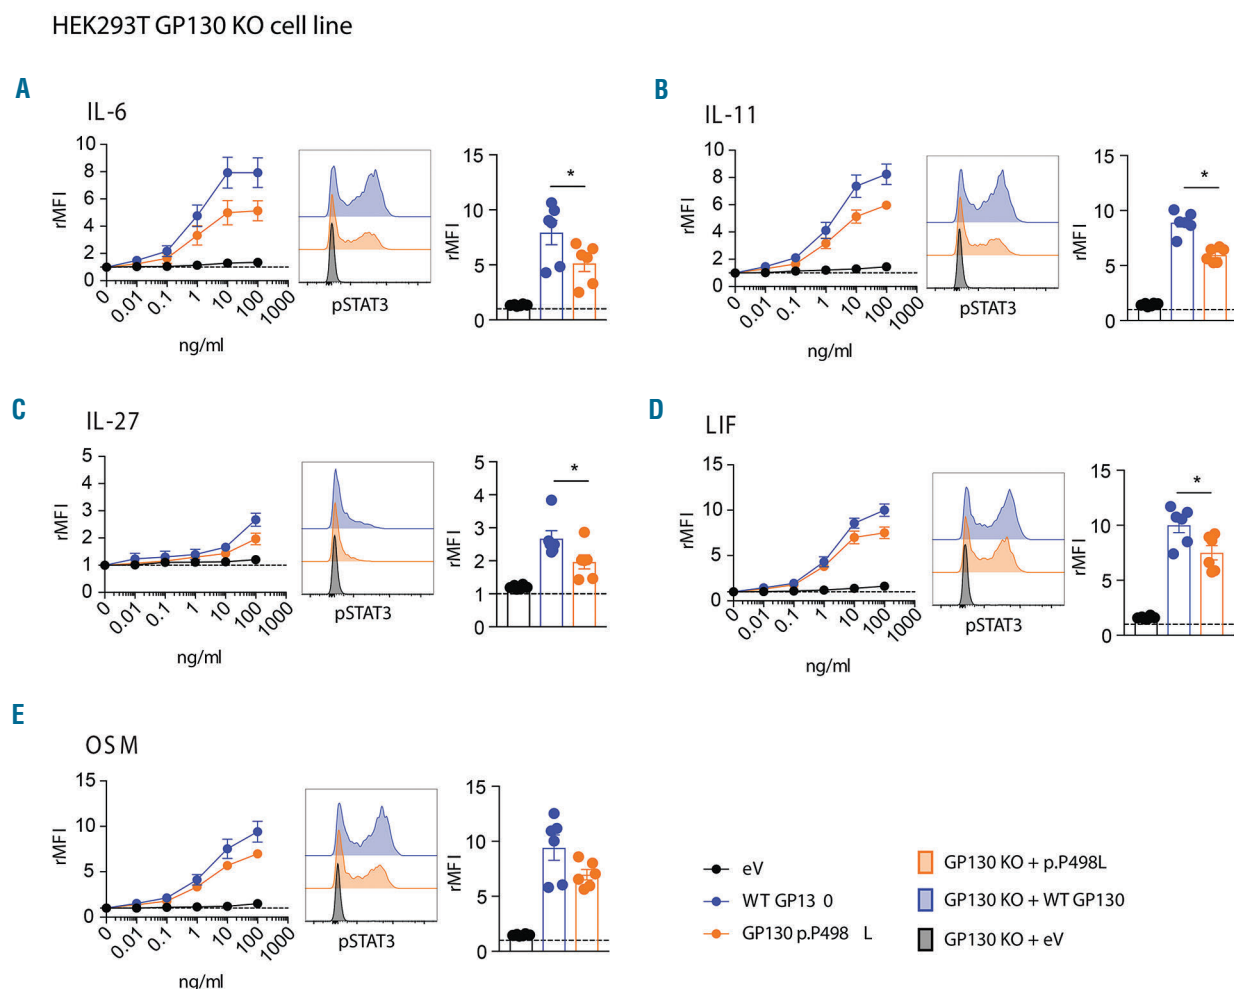 HEK293T GP130 KO cell line
A
IL-6
rMFI
10
8
6
4
2
0
0
0.01
0.1
1
10
100
1000
ng/ml
pSTAT3
rMFI
15
10
5
0
*
B
IL-11
rMFI
10
8
6
4
2
0
0
0.01
0.1
1
10
100
1000
ng/ml
pSTAT3
rMFI
15
10
5
0
*
C
IL-27
rMFI
5
4
3
2
1
0
0
0.01
0.1
1
10
100
1000
ng/ml
pSTAT3
rMFI
5
4
3
2
1
0
*
D
LIF
rMFI
15
10
5
0
0
0.01
0.1
1
10
100
1000
ng/ml
pSTAT3
rMFI
15
10
5
0
*
E
OSM
rMFI
15
10
5
0
0
0.01
0.1
1
10
100
1000
ng/ml
pSTAT3
rMFI
15
10
5
0
eV
WT GP13 0
GP130 p.P498 L
GP130 KO + p.P498L
GP130 KO + WT GP130
GP130 KO + eV